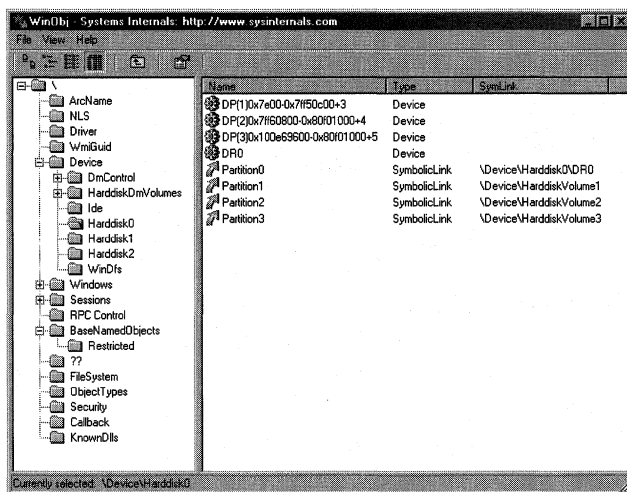 WinObj - Systems Internals: http://www.sysinternals.com
File View Help
\
ArcName
NLS
Driver
WmiGuid
Device
DmControl
HarddiskDmVolumes
Ide
Harddisk0
Harddisk1
Harddisk2
WinDfs
Windows
Sessions
RPC Control
BaseNamedObjects
Restricted
??
FileSystem
ObjectTypes
Security
Callback
KnownDlls
Name Type SymLink
DP(1)0x7e00-0x7ff50c00+3 Device
DP(2)0x7ff60800-0x80f01000+4 Device
DP(3)0x100e69600-0x80f01000+5 Device
DR0 Device
Partition0 SymbolicLink \Device\Harddisk0\DR0
Partition1 SymbolicLink \Device\HarddiskVolume1
Partition2 SymbolicLink \Device\HarddiskVolume2
Partition3 SymbolicLink \Device\HarddiskVolume3
Currently selected: \Device\Harddisk0